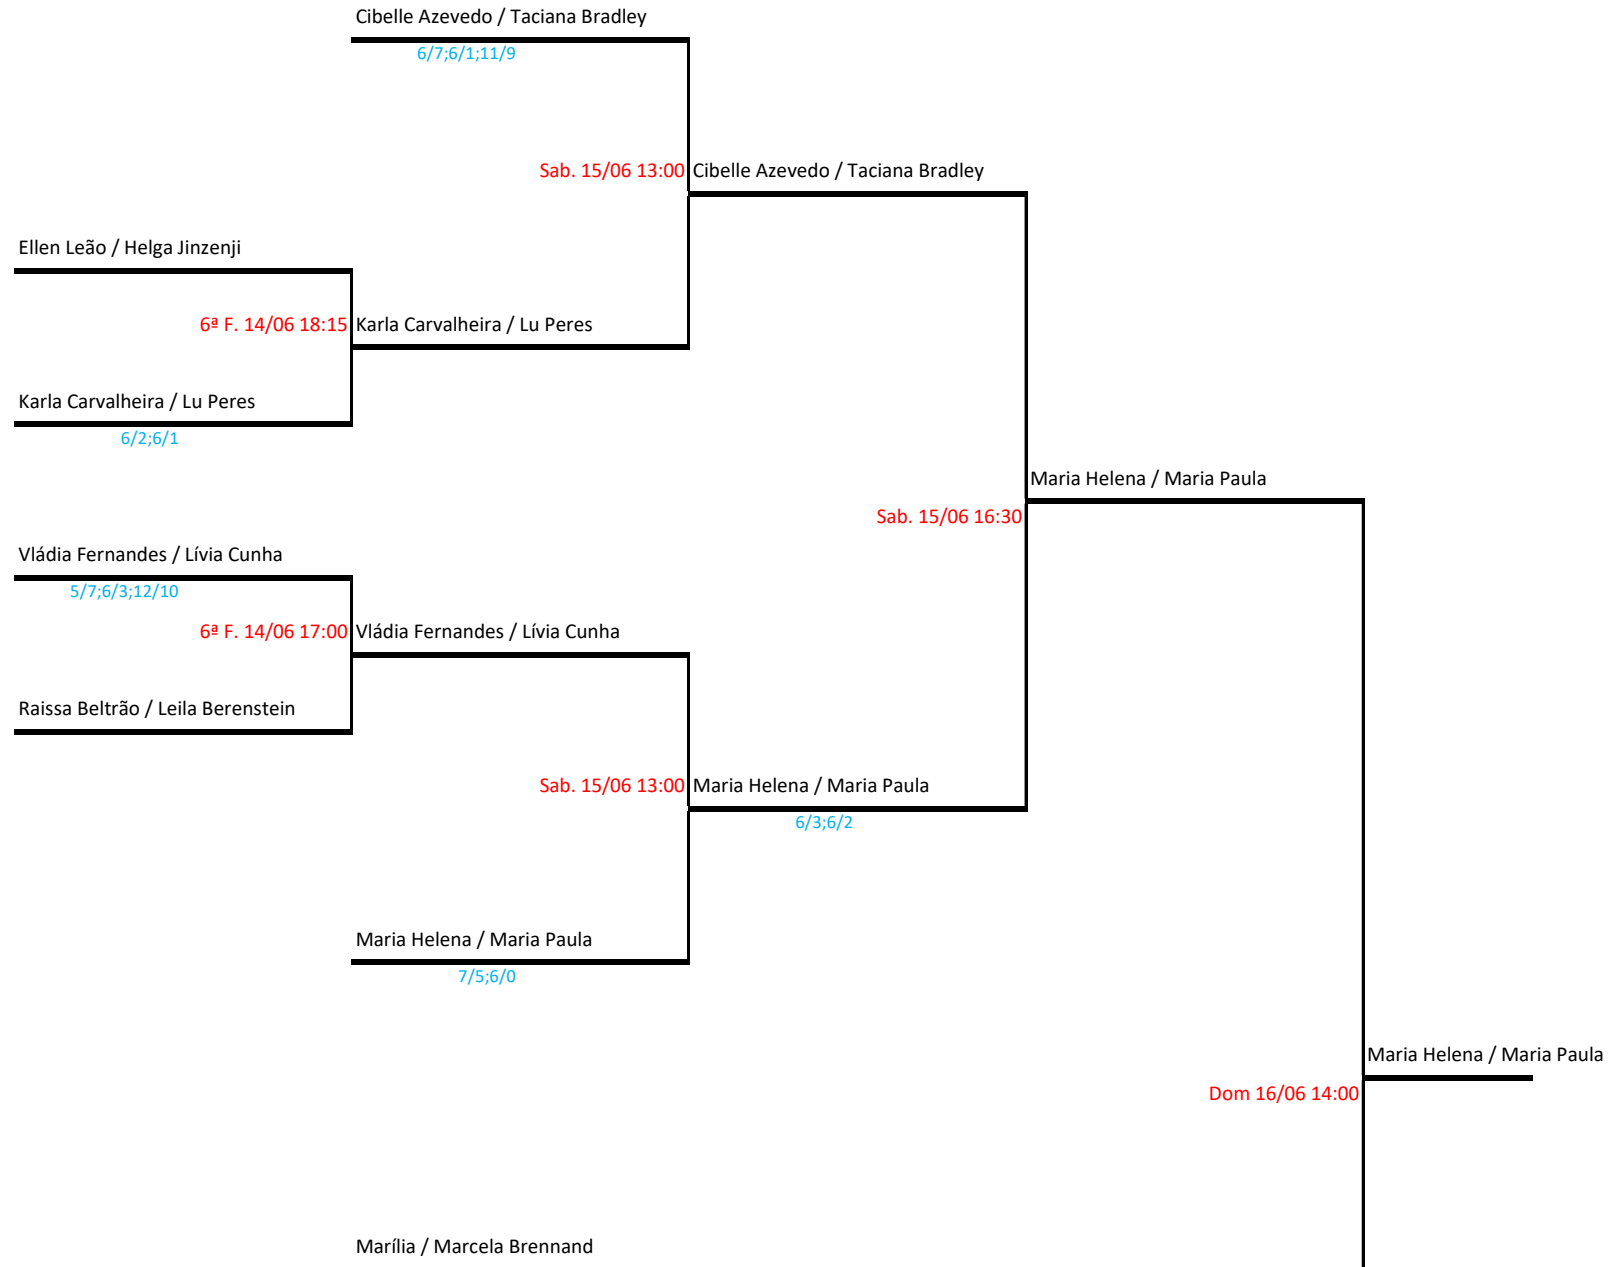 Cibelle Azevedo / Taciana Bradley
6/7;6/1;11/9
Sab. 15/06 13:00 Cibelle Azevedo / Taciana Bradley
Ellen Leão / Helga Jinzenji
6ª F. 14/06 18:15 Karla Carvalheira / Lu Peres
Karla Carvalheira / Lu Peres
6/2;6/1
Maria Helena / Maria Paula
Sab. 15/06 16:30
Vládia Fernandes / Lívia Cunha
5/7;6/3;12/10
6ª F. 14/06 17:00 Vládia Fernandes / Lívia Cunha
Raissa Beltrão / Leila Berenstein
Sab. 15/06 13:00 Maria Helena / Maria Paula
6/3;6/2
Maria Helena / Maria Paula
7/5;6/0
Maria Helena / Maria Paula
Dom 16/06 14:00
Marília / Marcela Brennand